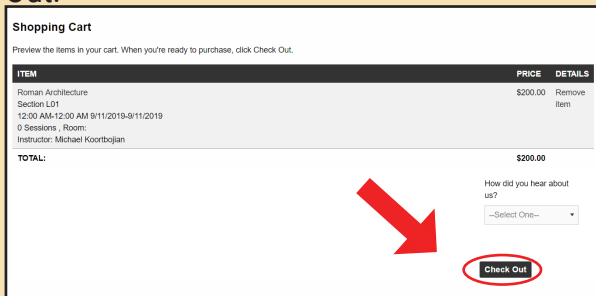 Out.
Shopping Cart
Preview the items in your cart. When you're ready to purchase, click Check Out.
ITEM PRICE DETAILS
Roman Architecture $200.00 Remove
Section L01 item
12:00 AM-12:00 AM 9/11/2019-9/11/2019
0 Sessions , Room:
Instructor: Michael Koortbojian
TOTAL: $200.00
How did you hear about
us?
--Select One--
Check Out